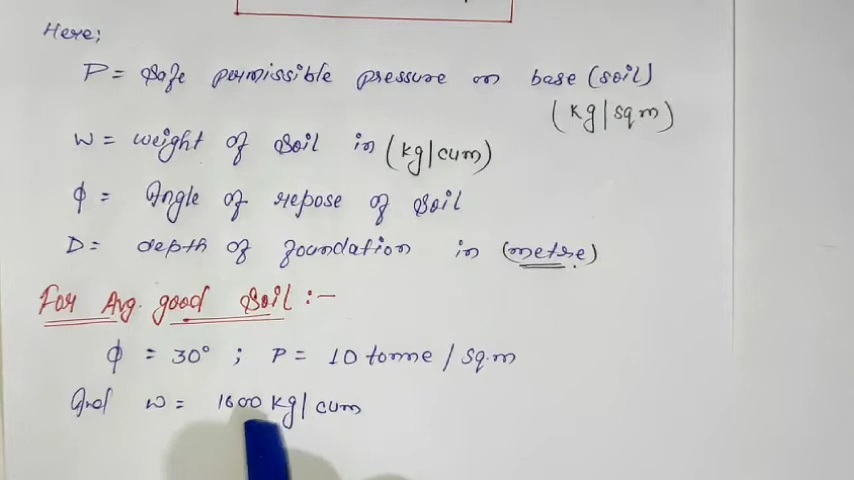 Here;
P = Safe permissible pressure on base (soil)
(kg/sqm)
W = weight of Soil in (kg/cum)
ϕ = Angle of repose of Soil
D = depth of foundation in (metre).
For Avg. good Soil :-
ϕ = 30° ; P = 10 tonne / sq.m
And W = 1600 kg/cum